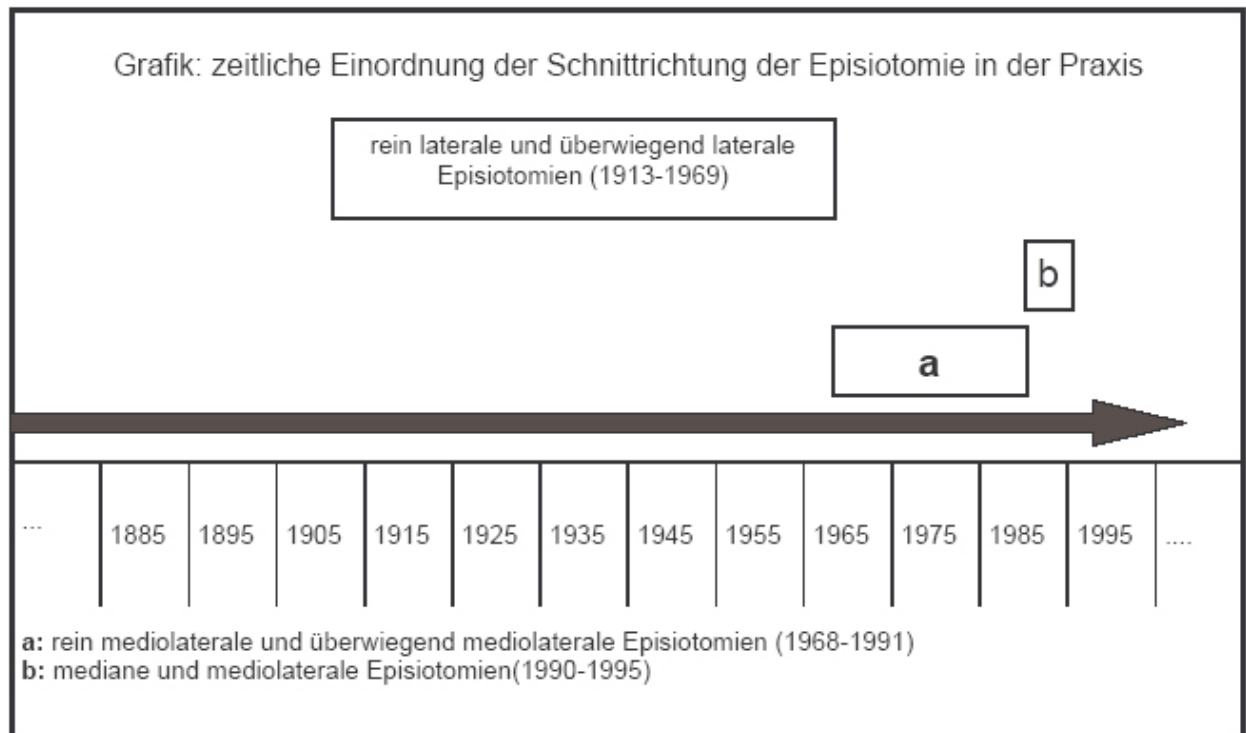 Grafik: zeitliche Einordnung der Schnittrichtung der Episiotomie in der Praxis
rein laterale und überwiegend laterale
Episiotomien (1913-1969)
b
a
... 1885 1895 1905 1915 1925 1935 1945 1955 1965 1975 1985 1995 ....
a: rein mediolaterale und überwiegend mediolaterale Episiotomien (1968-1991)
b: mediane und mediolaterale Episiotomien(1990-1995)